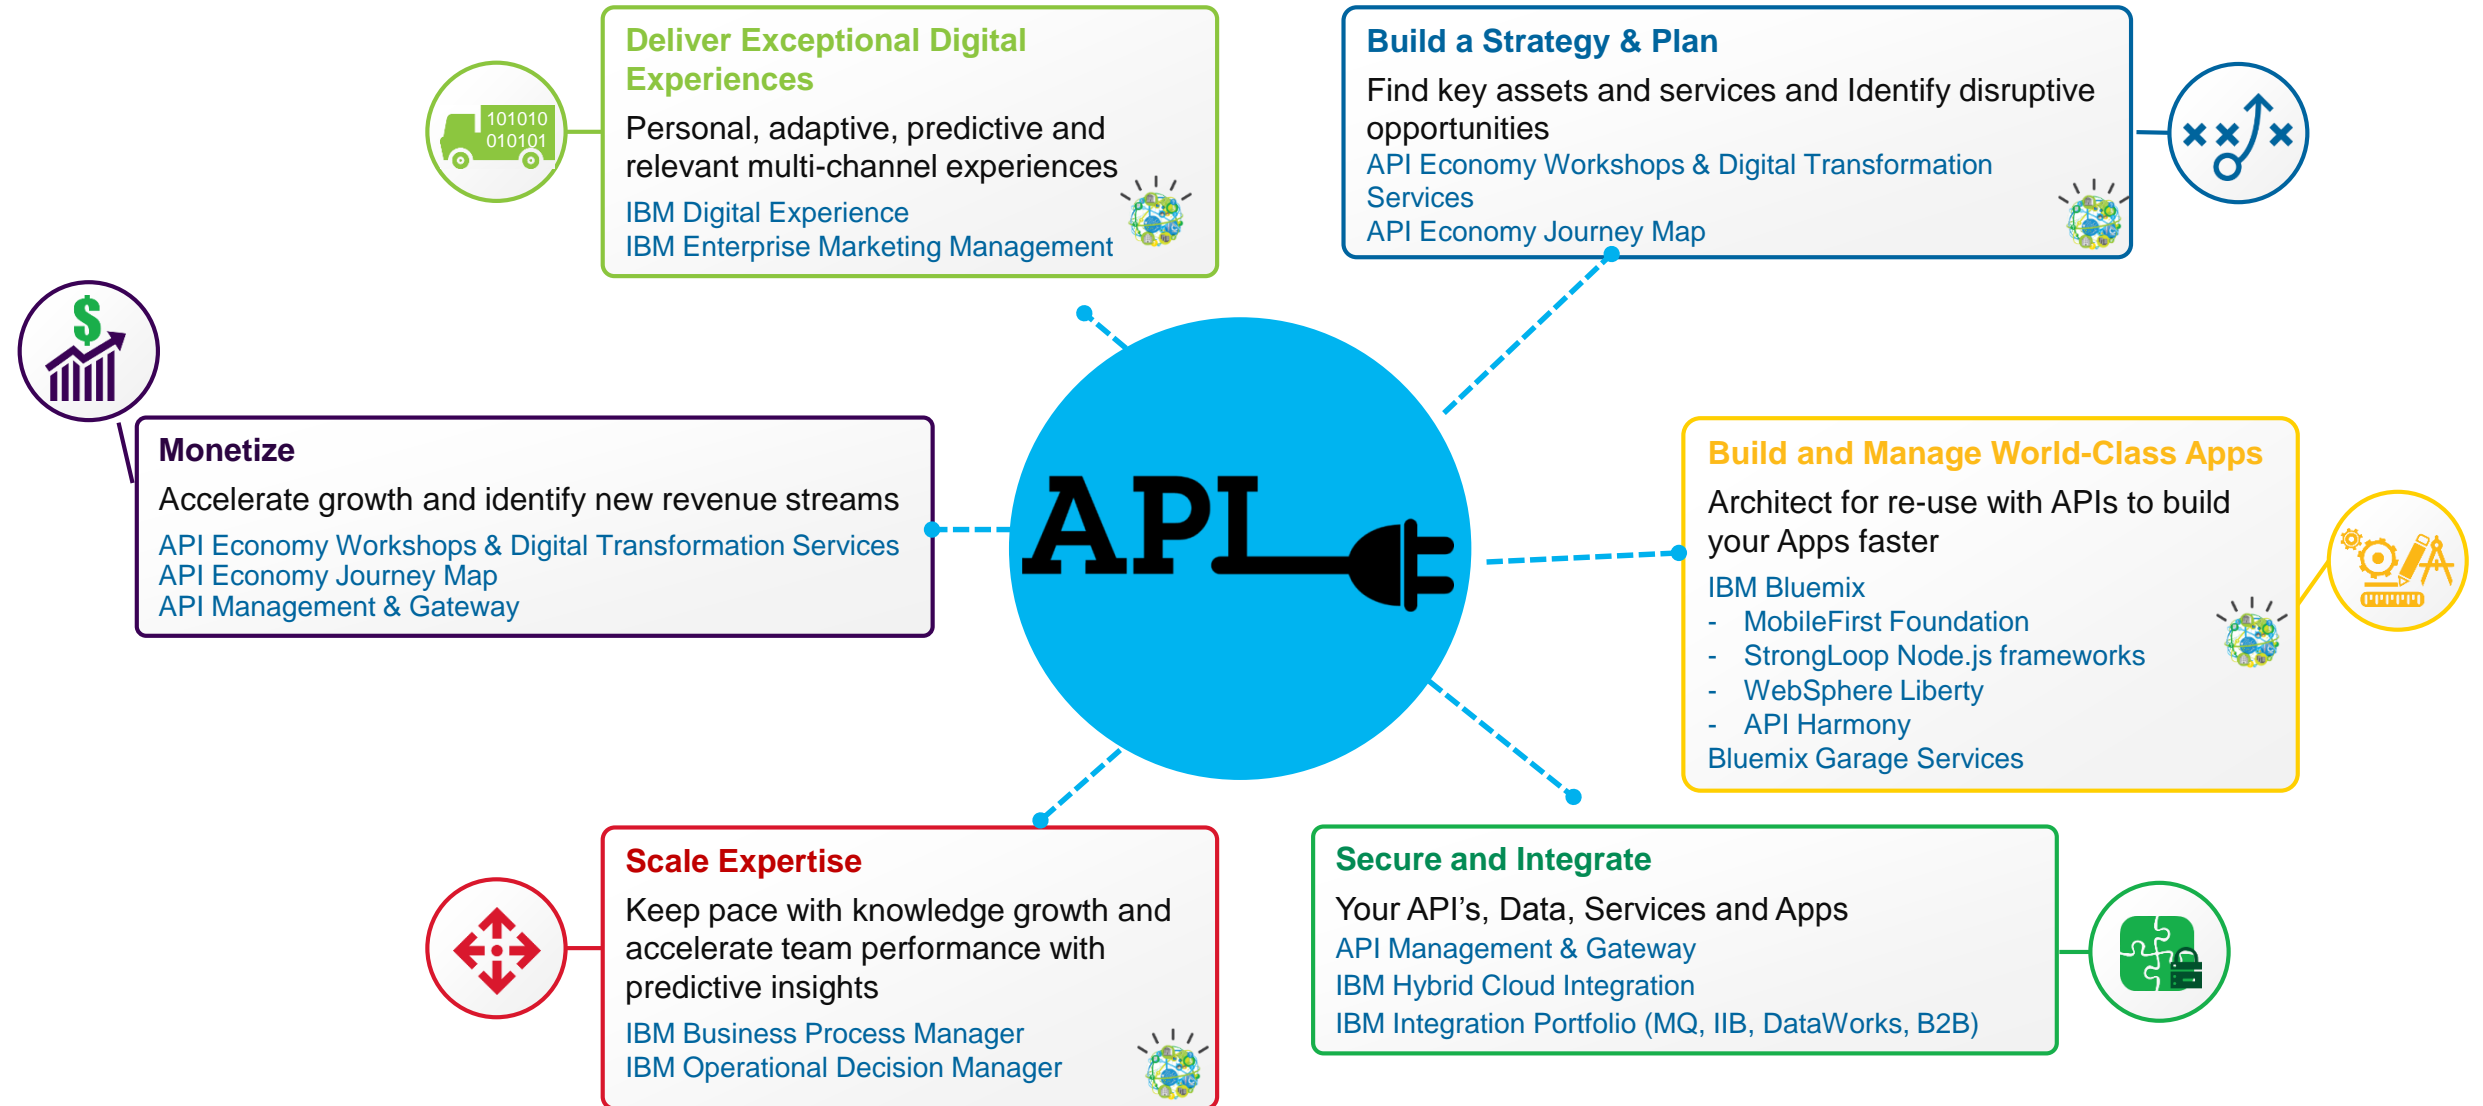 Deliver Exceptional Digital
Experiences
Personal, adaptive, predictive and
relevant multi-channel experiences
IBM Digital Experience
IBM Enterprise Marketing Management
101010
010101
Build a Strategy & Plan
Find key assets and services and Identify disruptive
opportunities
API Economy Workshops & Digital Transformation
Services
API Economy Journey Map
$
Monetize
Accelerate growth and identify new revenue streams
API Economy Workshops & Digital Transformation Services
API Economy Journey Map
API Management & Gateway
API
Build and Manage World-Class Apps
Architect for re-use with APIs to build
your Apps faster
IBM Bluemix
- MobileFirst Foundation
- StrongLoop Node.js frameworks
- WebSphere Liberty
- API Harmony
Bluemix Garage Services
Scale Expertise
Keep pace with knowledge growth and
accelerate team performance with
predictive insights
IBM Business Process Manager
IBM Operational Decision Manager
Secure and Integrate
Your API’s, Data, Services and Apps
API Management & Gateway
IBM Hybrid Cloud Integration
IBM Integration Portfolio (MQ, IIB, DataWorks, B2B)